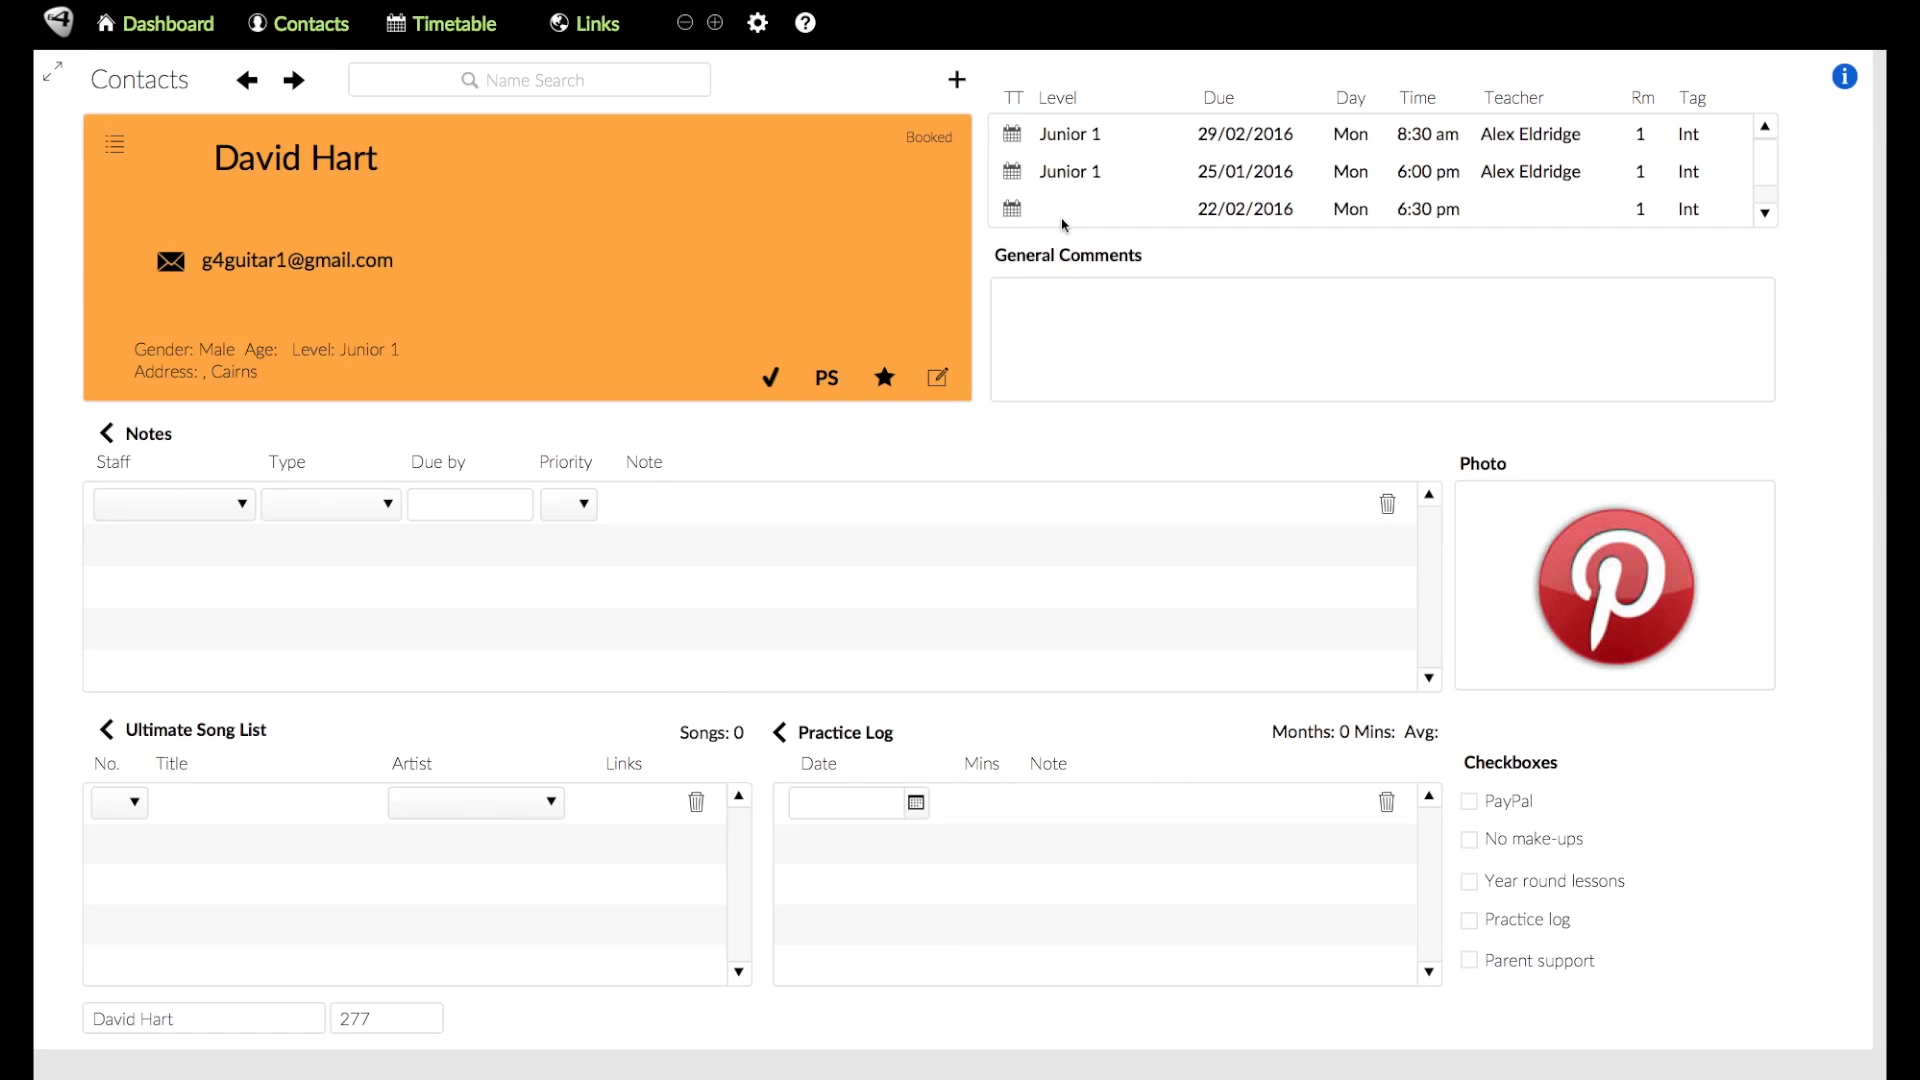 Dashboard Contacts Timetable Links
Contacts
Name Search
TT Level Due Day Time Teacher Rm Tag
Junior 1 29/02/2016 Mon 8:30 am Alex Eldridge 1 Int
Junior 1 25/01/2016 Mon 6:00 pm Alex Eldridge 1 Int
22/02/2016 Mon 6:30 pm 1 Int
Booked
David Hart
g4guitar1@gmail.com
Gender: Male Age: Level: Junior 1
Address: , Cairns
PS
General Comments
Notes
Staff Type Due by Priority Note
Photo
Ultimate Song List Songs: 0
No. Title Artist Links
Practice Log Months: 0 Mins: Avg:
Date Mins Note
Checkboxes
PayPal
No make-ups
Year round lessons
Practice log
Parent support
David Hart 277